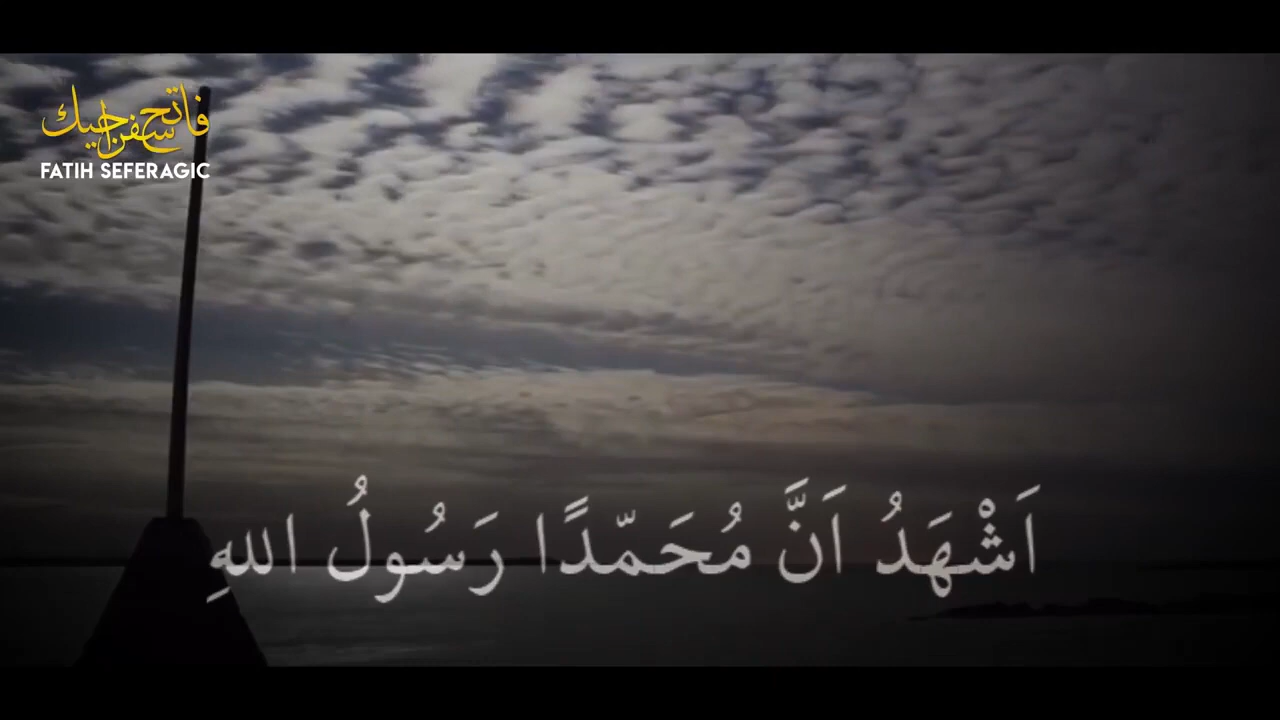 فاتح سفراجيك
FATIH SEFERAGIC
اَشْهَدُ اَنَّ مُحَمّدًا رَسُولُ اللهِ